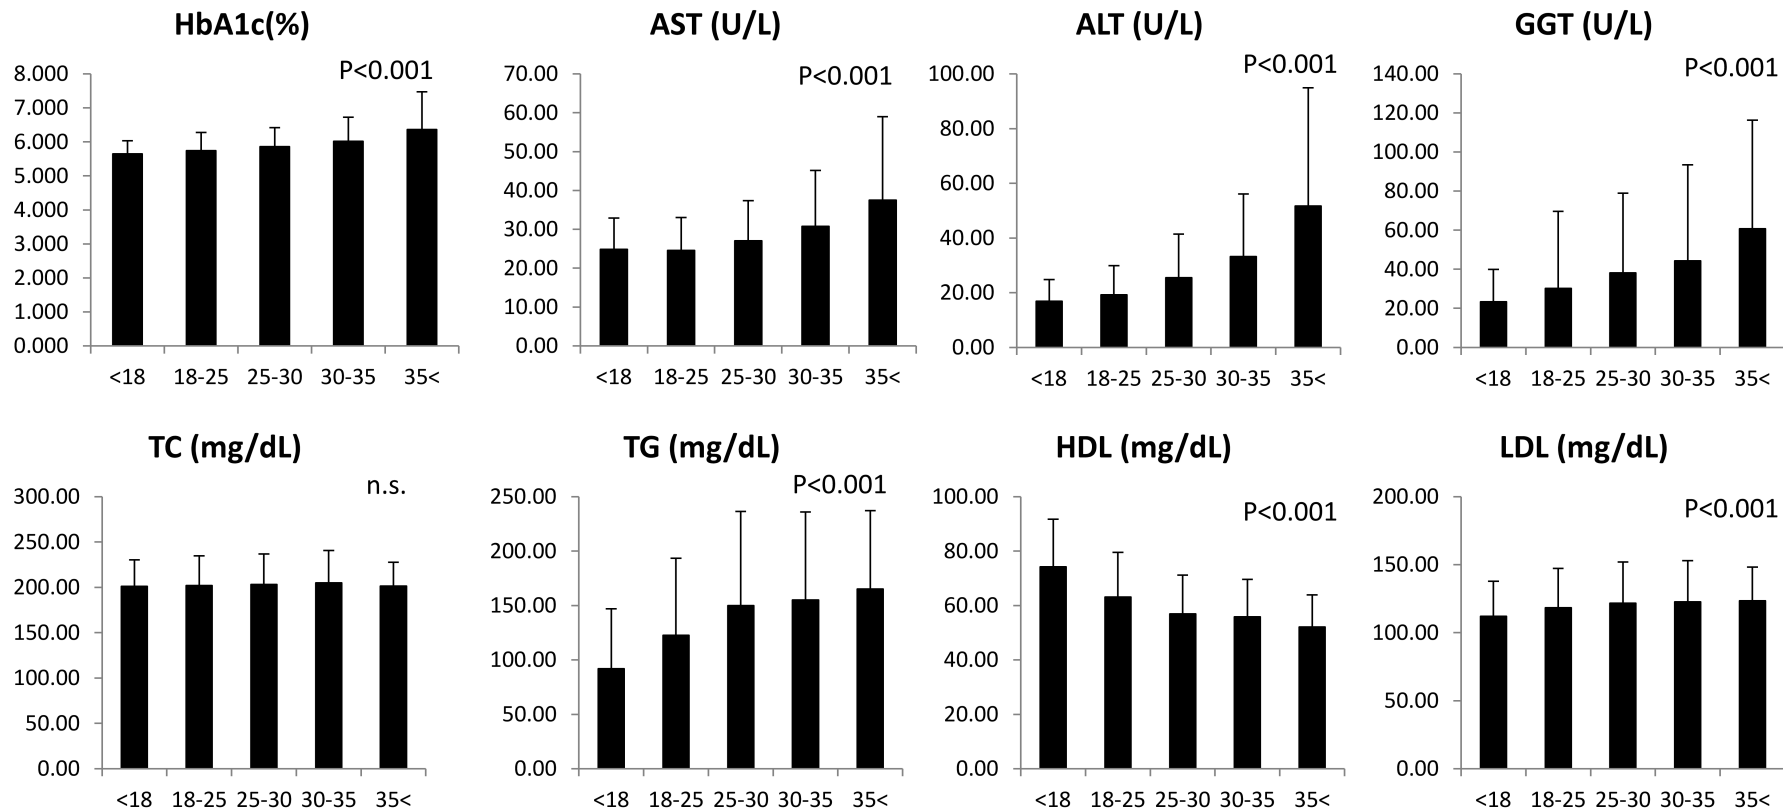 HbA1c(%)
P<0.001
8.000
7.000
6.000
5.000
4.000
3.000
2.000
1.000
0.000
<18 18-25 25-30 30-35 35<
AST (U/L)
P<0.001
70.00
60.00
50.00
40.00
30.00
20.00
10.00
0.00
<18 18-25 25-30 30-35 35<
ALT (U/L)
P<0.001
100.00
80.00
60.00
40.00
20.00
0.00
<18 18-25 25-30 30-35 35<
GGT (U/L)
P<0.001
140.00
120.00
100.00
80.00
60.00
40.00
20.00
0.00
<18 18-25 25-30 30-35 35<
TC (mg/dL)
n.s.
300.00
250.00
200.00
150.00
100.00
50.00
0.00
<18 18-25 25-30 30-35 35<
TG (mg/dL)
P<0.001
250.00
200.00
150.00
100.00
50.00
0.00
<18 18-25 25-30 30-35 35<
HDL (mg/dL)
P<0.001
100.00
80.00
60.00
40.00
20.00
0.00
<18 18-25 25-30 30-35 35<
LDL (mg/dL)
P<0.001
200.00
150.00
100.00
50.00
0.00
<18 18-25 25-30 30-35 35<